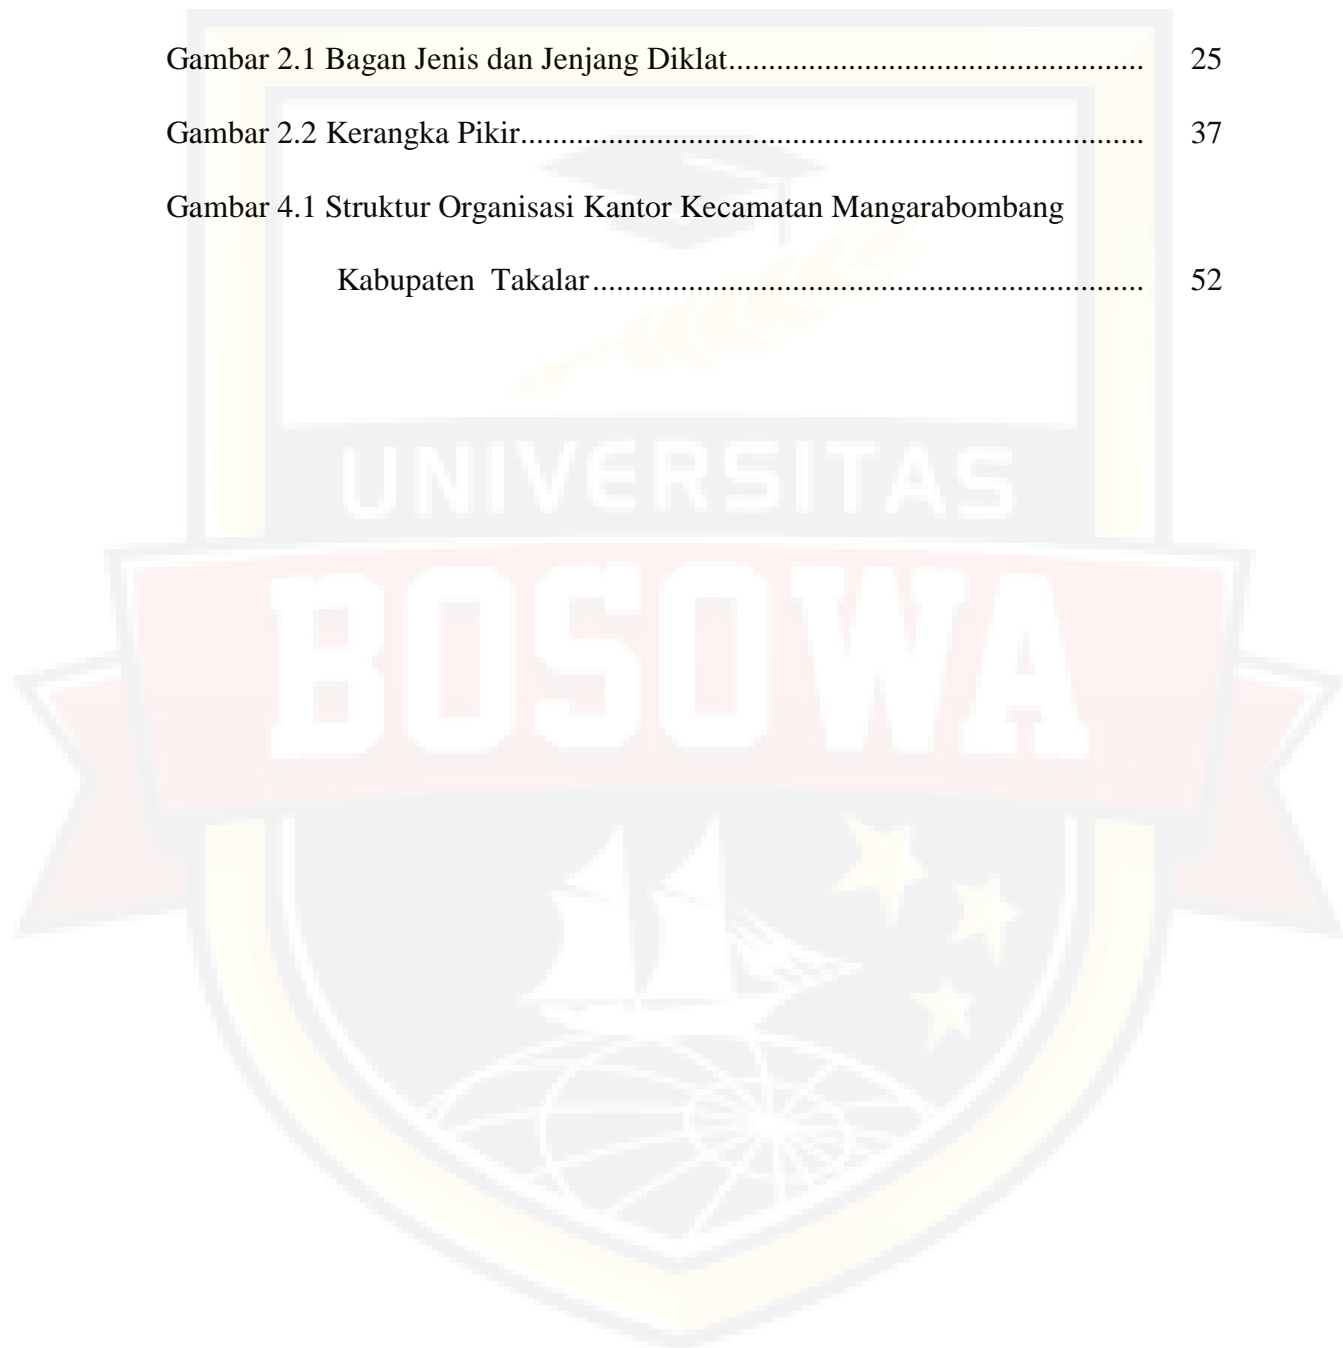 Gambar 2.1 Bagan Jenis dan Jenjang Diklat.................................................... 25
Gambar 2.2 Kerangka Pikir.............................................................................. 37
Gambar 4.1 Struktur Organisasi Kantor Kecamatan Mangarabombang
Kabupaten Takalar..................................................................... 52
UNIVERSITAS
BOSOWA